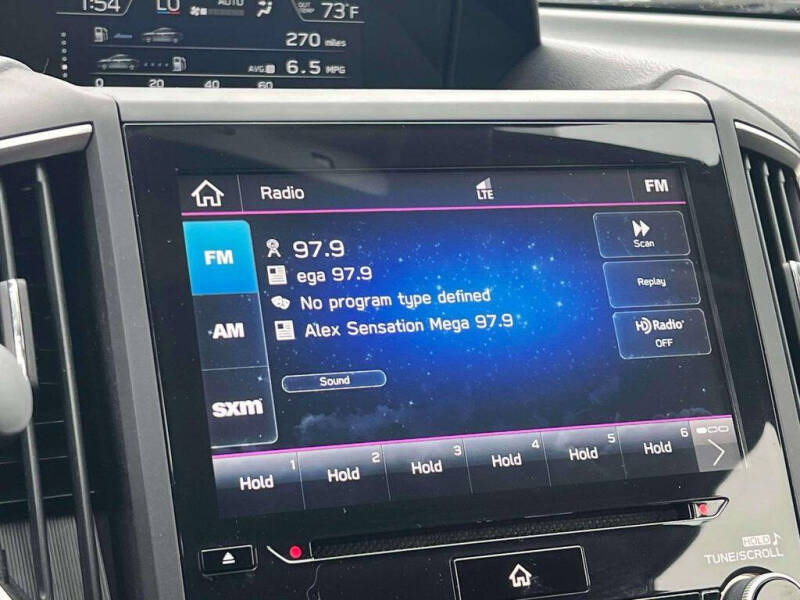 1:54 LO AUTO OUT TEMP 73°F
270 miles
AVG. B 6.5 MPG
0 20 40 60
Radio LTE FM
FM 97.9 Scan
ega 97.9
No program type defined Replay
AM Alex Sensation Mega 97.9 HD Radio
OFF
sxm Sound
1 2 3 4 5 6
Hold Hold Hold Hold Hold Hold
HOLD ♪
TUNE/SCROLL